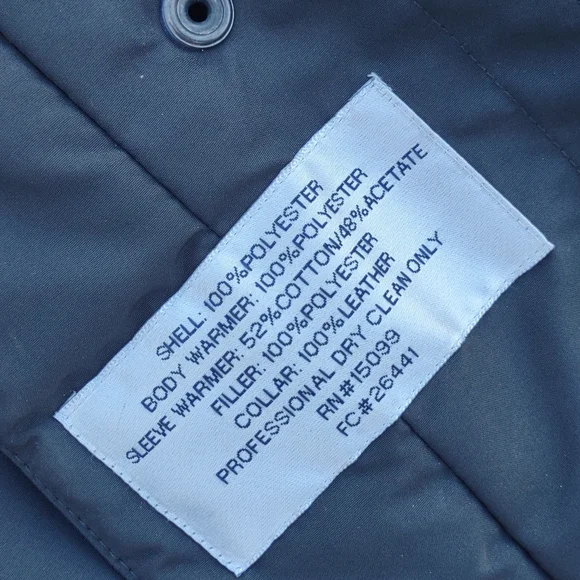 SHELL: 100%POLYESTER
BODY WARMER: 100%POLYESTER
SLEEVE WARMER: 52%COTTON/48%ACETATE
FILLER: 100%POLYESTER
COLLAR: 100%LEATHER
PROFESSIONAL DRY CLEAN ONLY
RN#15099
FC#26441